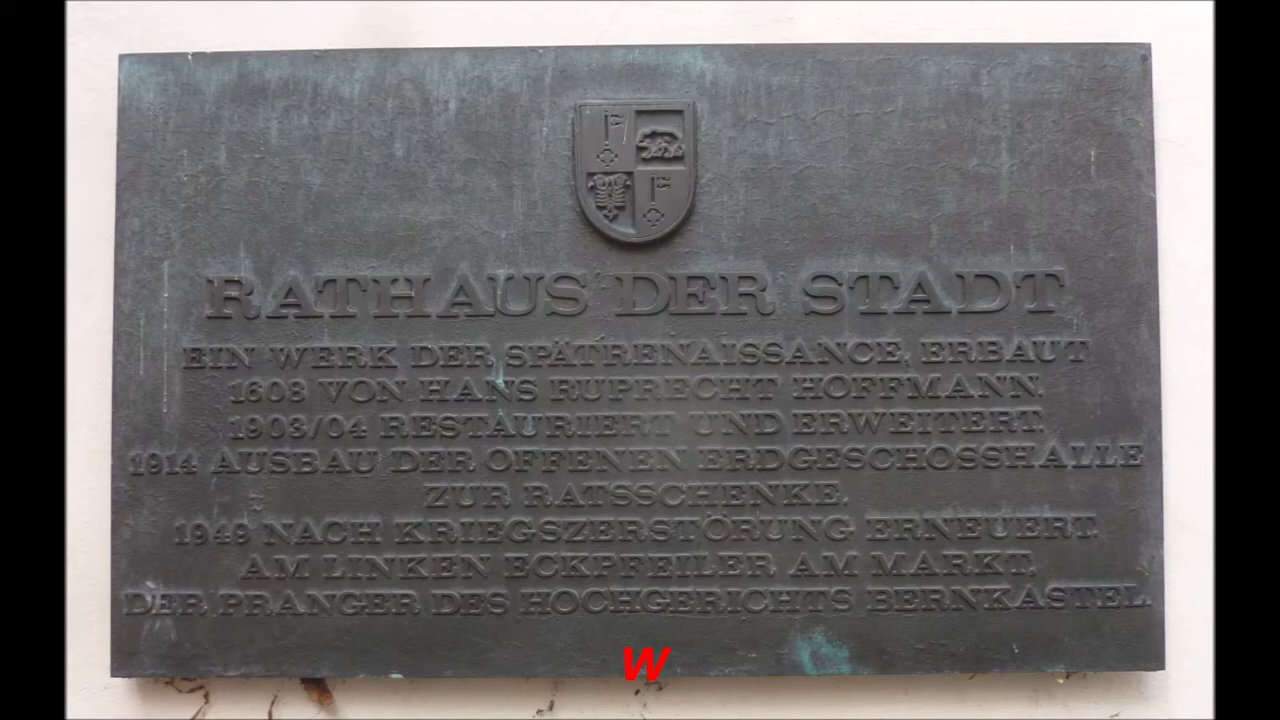 RATHAUS DER STADT
EIN WERK DER SPÄTRENAISSANCE, ERBAUT
1608 VON HANS RUPRECHT HOFFMANN.
1903/04 RESTAURIERT UND ERWEITERT.
1914 AUSBAU DER OFFENEN ERDGESCHOSSHALLE
ZUR RATSSCHENKE.
1949 NACH KRIEGSZERSTÖRUNG ERNEUERT.
AM LINKEN ECKPFEILER AM MARKT,
DER PRANGER DES HOCHGERICHTS BERNKASTEL.
W